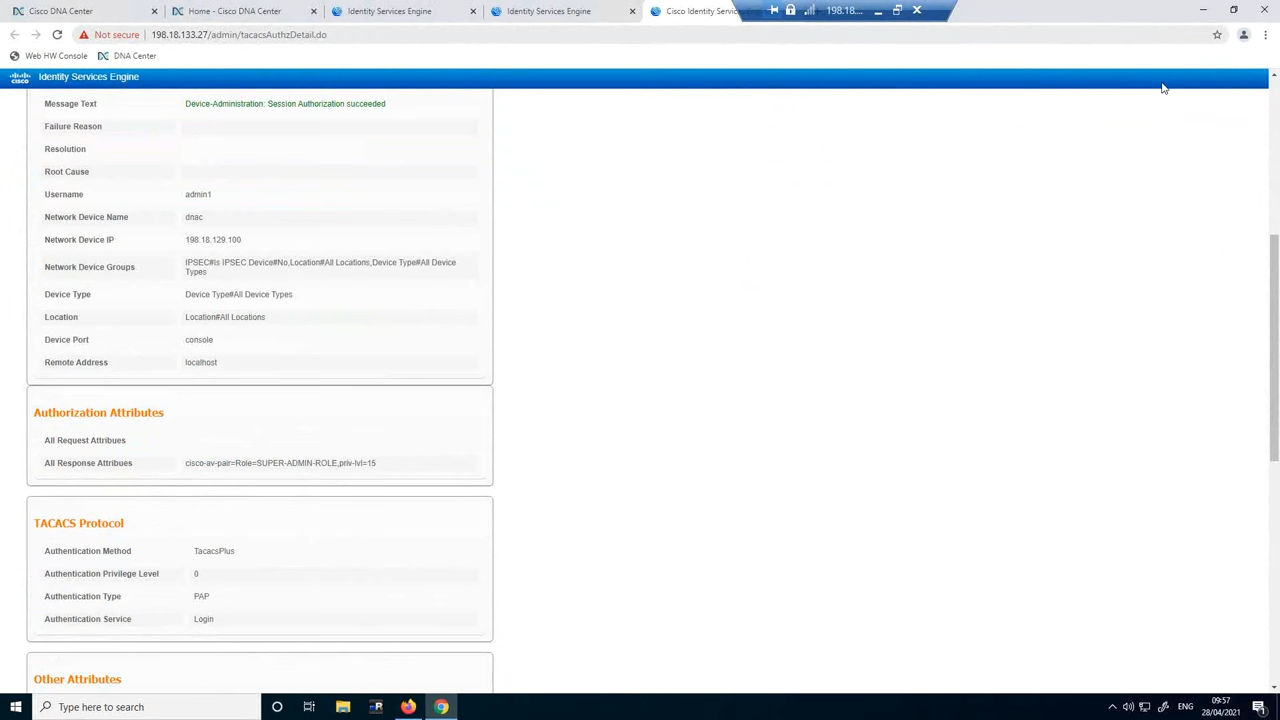 Cisco DNA Center
Home - Cisco DNA Center
Identity Services Engine
Identity Services Engine
Cisco Identity Se
198.18....
Not secure
198.18.133.27/admin/tacacsAuthzDetail.do
Web HW Console
DNA Center
CISCO
Identity Services Engine
Message Text
Device-Administration: Session Authorization succeeded
Failure Reason
Resolution
Root Cause
Username
admin1
Network Device Name
dnac
Network Device IP
198.18.129.100
Network Device Groups
IPSEC#Is IPSEC Device#No,Location#All Locations,Device Type#All Device
Types
Device Type
Device Type#All Device Types
Location
Location#All Locations
Device Port
console
Remote Address
localhost
Authorization Attributes
All Request Attribues
All Response Attribues
cisco-av-pair=Role=SUPER-ADMIN-ROLE,priv-lvl=15
TACACS Protocol
Authentication Method
TacacsPlus
Authentication Privilege Level
0
Authentication Type
PAP
Authentication Service
Login
Other Attributes
Type here to search
ENG
09:57
28/04/2021
1